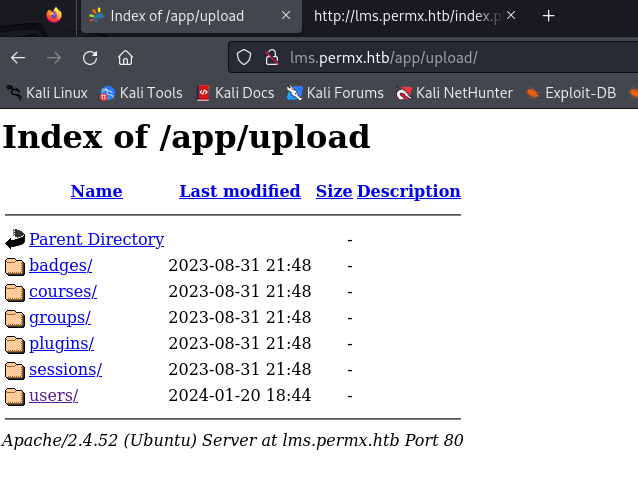 Index of /app/upload
http://lms.permx.htb/index.p
lms.permx.htb/app/upload/
Kali Linux Kali Tools Kali Docs Kali Forums Kali NetHunter Exploit-DB
Index of /app/upload
Name Last modified Size Description
Parent Directory -
badges/ 2023-08-31 21:48 -
courses/ 2023-08-31 21:48 -
groups/ 2023-08-31 21:48 -
plugins/ 2023-08-31 21:48 -
sessions/ 2023-08-31 21:48 -
users/ 2024-01-20 18:44 -
Apache/2.4.52 (Ubuntu) Server at lms.permx.htb Port 80